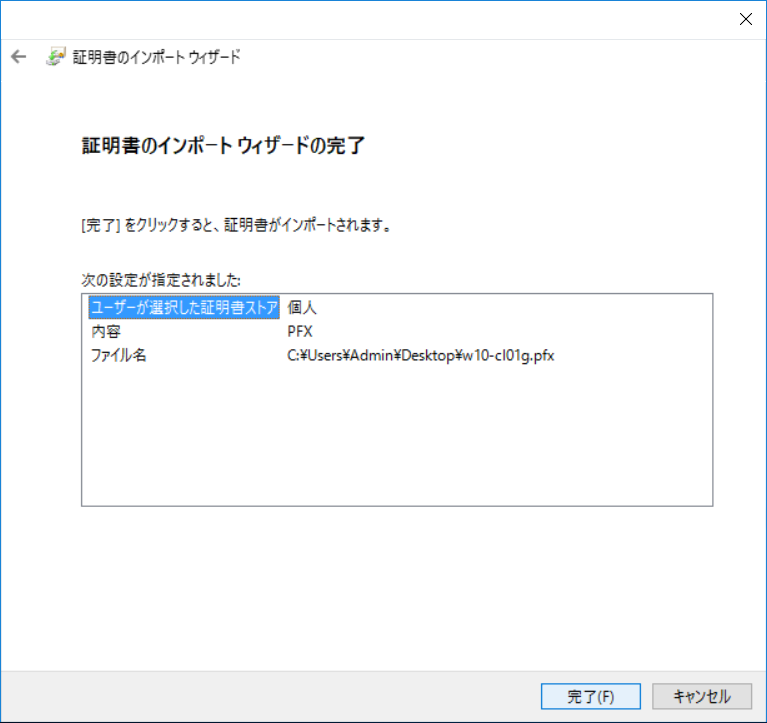 証明書のインポート ウィザード
証明書のインポート ウィザードの完了
[完了] をクリックすると、証明書がインポートされます。
次の設定が指定されました:
ユーザーが選択した証明書ストア 個人
内容 PFX
ファイル名 C:¥Users¥Admin¥Desktop¥w10-cl01g.pfx
完了(F) キャンセル